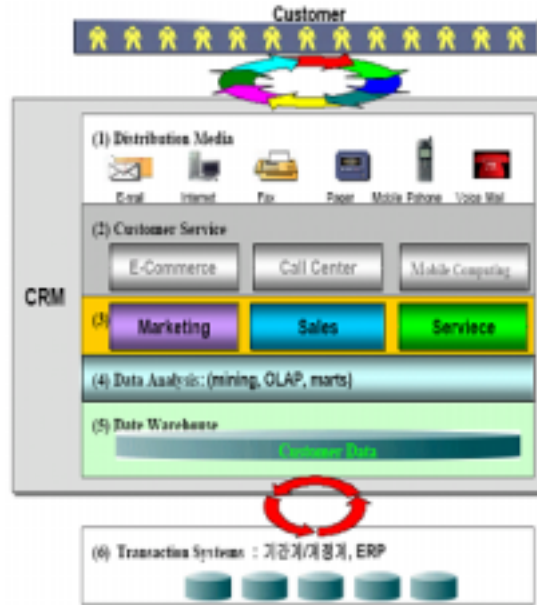 Customer
(1) Distribution Media
E-mail Internet Fax Pager Mobile Pohone Voice Mail
(2) Customer Service
E-Commerce Call Center Mobile Computing
CRM
(3) Marketing Sales Serviece
(4) Data Analysis: (mining, OLAP, marts)
(5) Date Warehouse
Customer Data
(6) Transaction Systems : 기간계/계정계, ERP